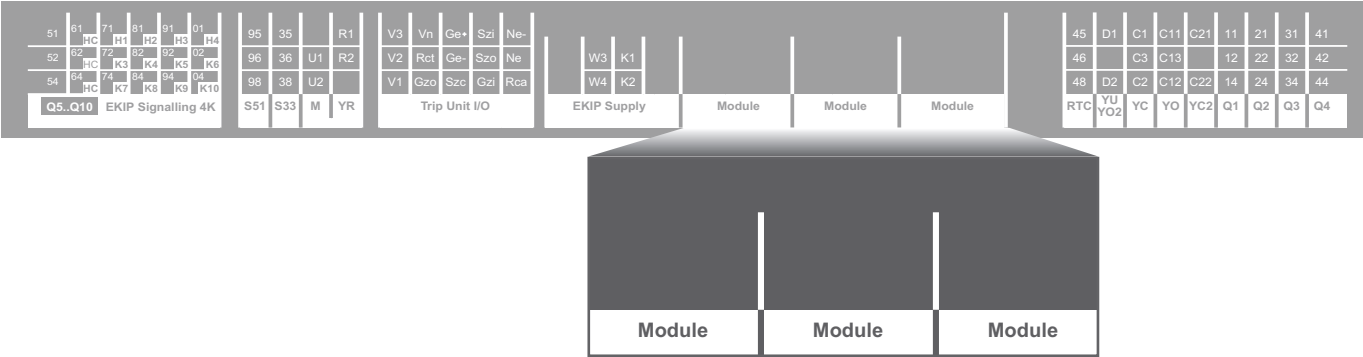 51 61 HC 71 H1 81 H2 91 H3 01 H4
52 62 HC 72 K3 82 K4 92 K5 02 K6
54 64 HC 74 K7 84 K8 94 K9 04 K10
Q5..Q10 EKIP Signalling 4K
95 35 R1
96 36 U1 R2
98 38 U2
S51 S33 M YR
V3 Vn Ge+ Szi Ne-
V2 Rct Ge- Szo Ne
V1 Gzo Szc Gzi Rca
Trip Unit I/O
W3 K1
W4 K2
EKIP Supply
Module Module Module
45 D1 C1 C11 C21 11 21 31 41
46 C3 C13 12 22 32 42
48 D2 C2 C12 C22 14 24 34 44
RTC YU YO2 YC YO YC2 Q1 Q2 Q3 Q4
Module Module Module